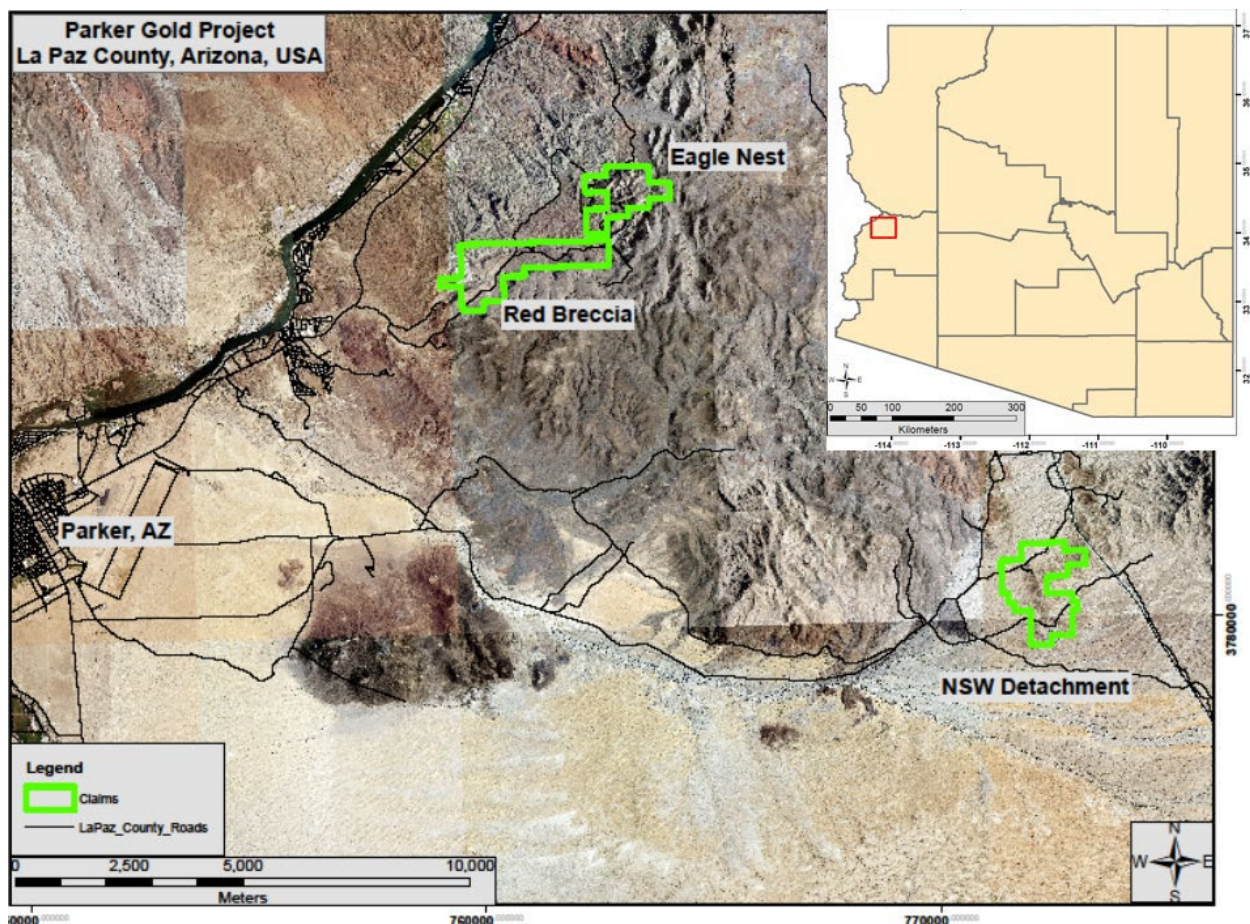 Parker Gold Project
La Paz County, Arizona, USA
Eagle Nest
Red Breccia
Parker, AZ
NSW Detachment
Legend
Claims
LaPaz_County_Roads
0 2,500 5,000 10,000
Meters
760000
770000
3780000
N
W E
S
37
36
35
34
33
32
N
W E
S
0 50 100 200 300
Kilometers
-114 -113 -112 -111 -110